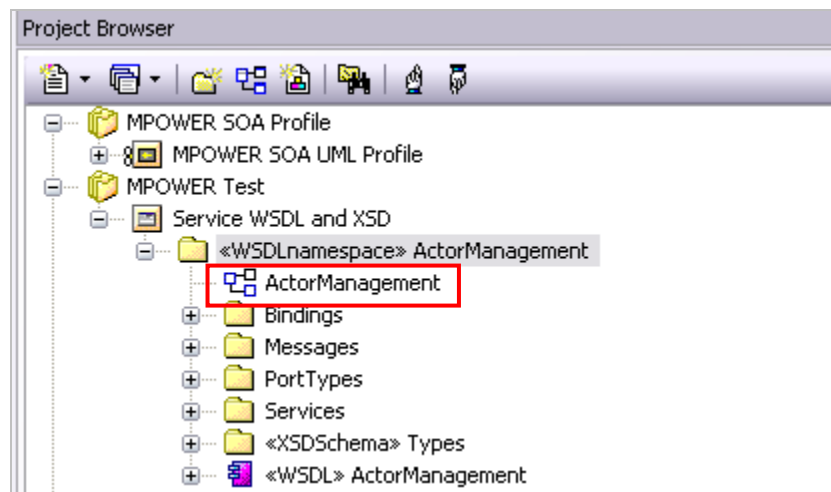 Project Browser
MPOWER SOA Profile
MPOWER SOA UML Profile
MPOWER Test
Service WSDL and XSD
«WSDLnamespace» ActorManagement
ActorManagement
Bindings
Messages
PortTypes
Services
«XSDSchema» Types
«WSDL» ActorManagement